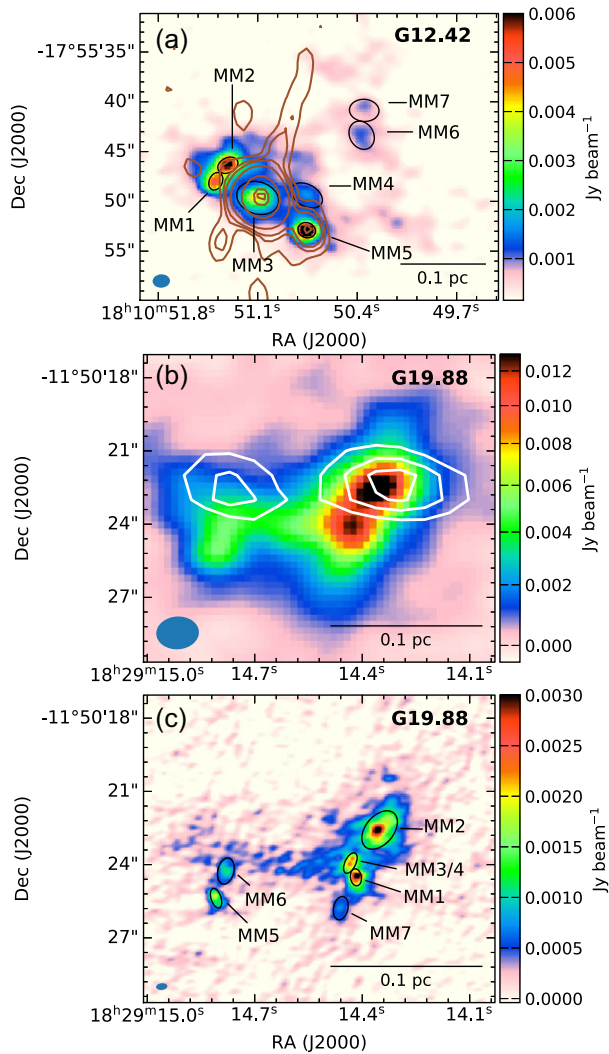 (a)
G12.42
-17°55'35"
40"
45"
50"
55"
Dec (J2000)
MM2
MM7
MM6
MM4
MM1
MM3
MM5
0.1 pc
18ʰ10ᵐ51.8ˢ 51.1ˢ 50.4ˢ 49.7ˢ
RA (J2000)
0.006
0.005
0.004
0.003
0.002
0.001
Jy beam⁻¹
(b)
G19.88
-11°50'18"
21"
24"
27"
Dec (J2000)
0.1 pc
18ʰ29ᵐ15.0ˢ 14.7ˢ 14.4ˢ 14.1ˢ
0.012
0.010
0.008
0.006
0.004
0.002
0.000
Jy beam⁻¹
(c)
G19.88
-11°50'18"
21"
24"
27"
Dec (J2000)
MM2
MM3/4
MM1
MM6
MM5
MM7
0.1 pc
18ʰ29ᵐ15.0ˢ 14.7ˢ 14.4ˢ 14.1ˢ
RA (J2000)
0.0030
0.0025
0.0020
0.0015
0.0010
0.0005
0.0000
Jy beam⁻¹